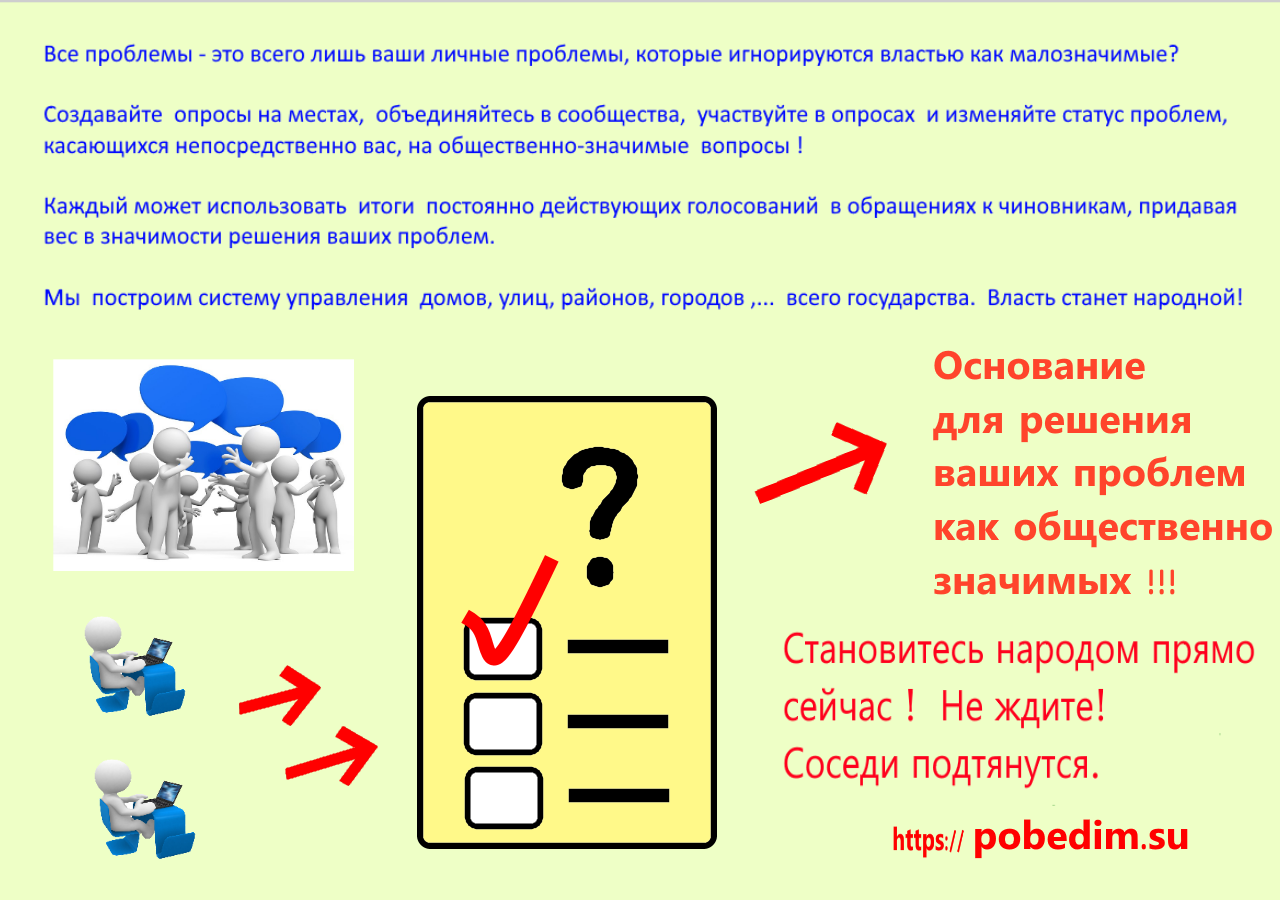 Все проблемы - это всего лишь ваши личные проблемы, которые игнорируются властью как малозначимые?
Создавайте опросы на местах, объединяйтесь в сообщества, участвуйте в опросах и изменяйте статус проблем,
касающихся непосредственно вас, на общественно-значимые вопросы !
Каждый может использовать итоги постоянно действующих голосований в обращениях к чиновникам, придавая
вес в значимости решения ваших проблем.
Мы построим систему управления домов, улиц, районов, городов ,... всего государства. Власть станет народной!
Основание
для решения
ваших проблем
как общественно
значимых !!!
?
Становитесь народом прямо
сейчас ! Не ждите!
Соседи подтянутся.
https:// pobedim.su